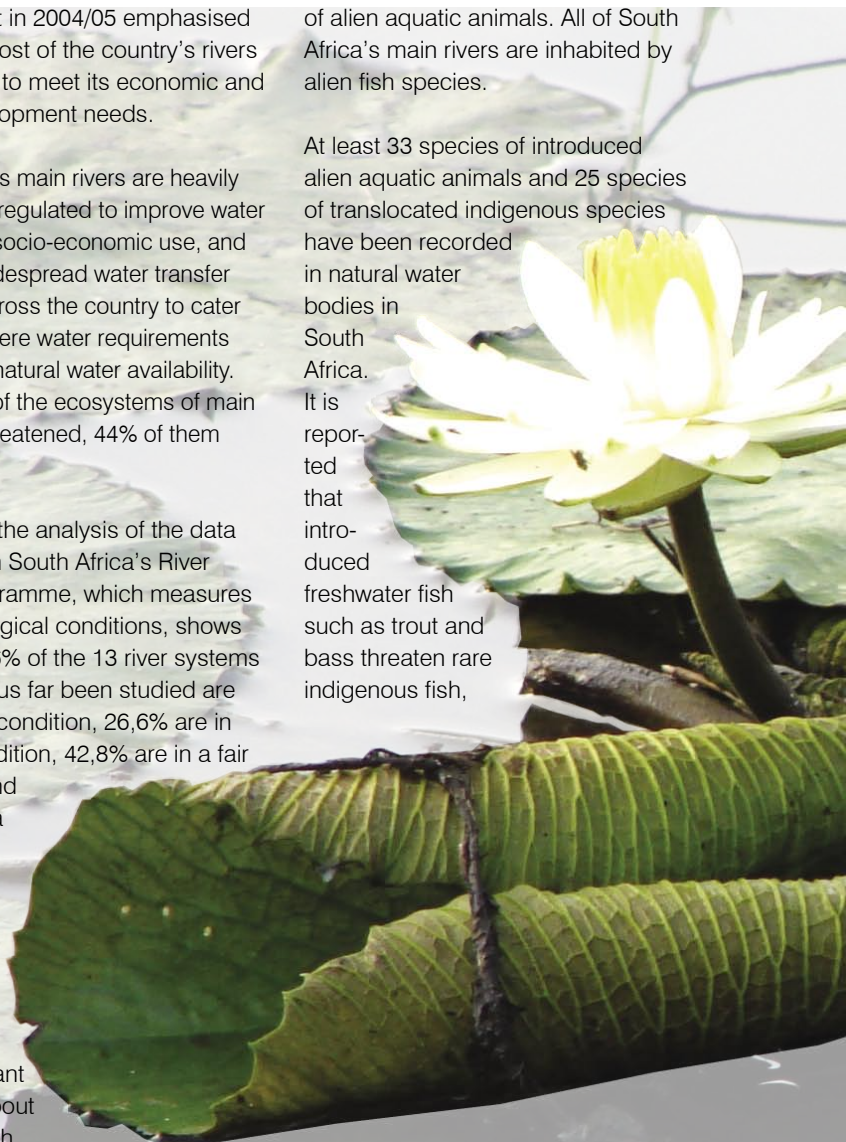 t in 2004/05 emphasised
ost of the country's rivers
to meet its economic and
opment needs.
s main rivers are heavily
regulated to improve water
socio-economic use, and
despread water transfer
ross the country to cater
ere water requirements
natural water availability.
of the ecosystems of main
eatened, 44% of them
the analysis of the data
South Africa's River
ramme, which measures
gical conditions, shows
% of the 13 river systems
us far been studied are
condition, 26,6% are in
dition, 42,8% are in a fair
nd
a
ant
out
h
of alien aquatic animals. All of South
Africa's main rivers are inhabited by
alien fish species.
At least 33 species of introduced
alien aquatic animals and 25 species
of translocated indigenous species
have been recorded
in natural water
bodies in
South
Africa.
It is
repor-
ted
that
intro-
duced
freshwater fish
such as trout and
bass threaten rare
indigenous fish,